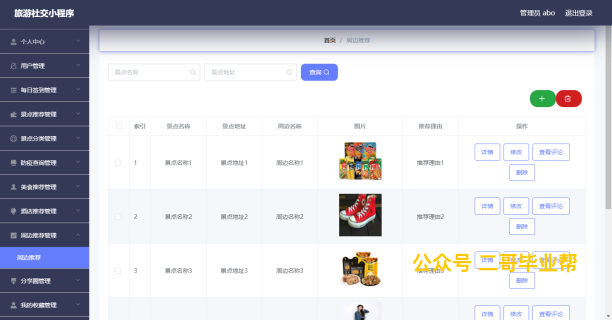 旅游社交小程序
管理员 abo 退出登录
首页 / 周边推荐
个人中心
用户管理
每日签到管理
景点推荐管理
景点分类管理
防疫查询管理
美食推荐管理
酒店推荐管理
周边推荐管理
周边推荐
分享圈管理
我的收藏管理
景点名称 景点地址 查询
索引 景点名称 景点地址 周边名称 图片 推荐理由 操作
1 景点名称1 景点地址1 周边名称1 推荐理由1 详情 修改 查看评论
删除
2 景点名称2 景点地址2 周边名称2 推荐理由2 详情 修改 查看评论
删除
3 景点名称3 景点地址3 周边名称3 推荐理由3 详情 修改 查看评论
删除
公众号 二哥毕业帮
详情 修改 查看评论